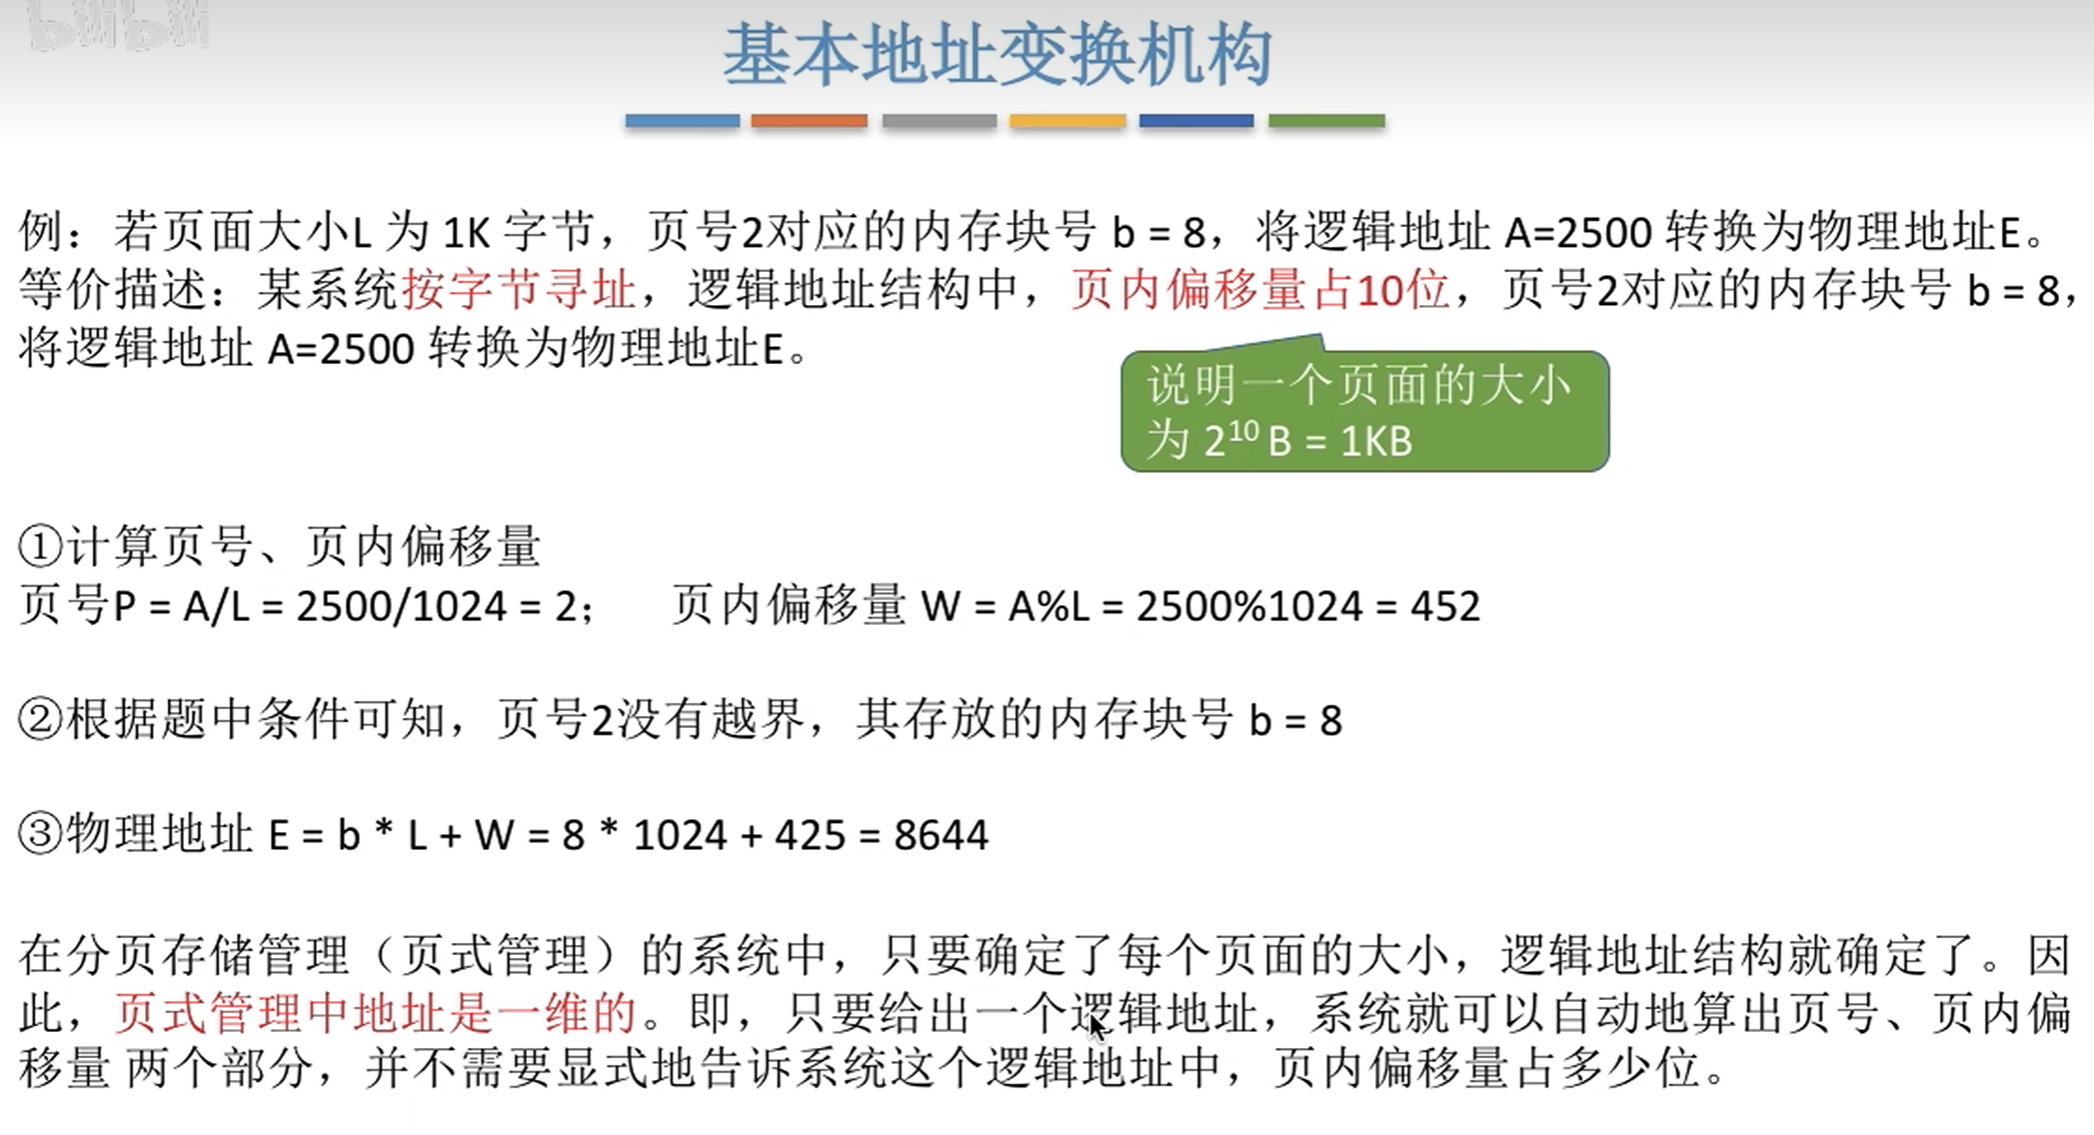 bilibili
基本地址变换机构
例：若页面大小L 为 1K 字节，页号2对应的内存块号 b = 8，将逻辑地址 A=2500 转换为物理地址E。
等价描述：某系统按字节寻址，逻辑地址结构中，页内偏移量占10位，页号2对应的内存块号 b = 8，
将逻辑地址 A=2500 转换为物理地址E。
说明一个页面的大小
为 2¹⁰ B = 1KB
①计算页号、页内偏移量
页号P = A/L = 2500/1024 = 2； 页内偏移量 W = A%L = 2500%1024 = 452
②根据题中条件可知，页号2没有越界，其存放的内存块号 b = 8
③物理地址 E = b * L + W = 8 * 1024 + 425 = 8644
在分页存储管理（页式管理）的系统中，只要确定了每个页面的大小，逻辑地址结构就确定了。因
此，页式管理中地址是一维的。即，只要给出一个逻辑地址，系统就可以自动地算出页号、页内偏
移量 两个部分，并不需要显式地告诉系统这个逻辑地址中，页内偏移量占多少位。